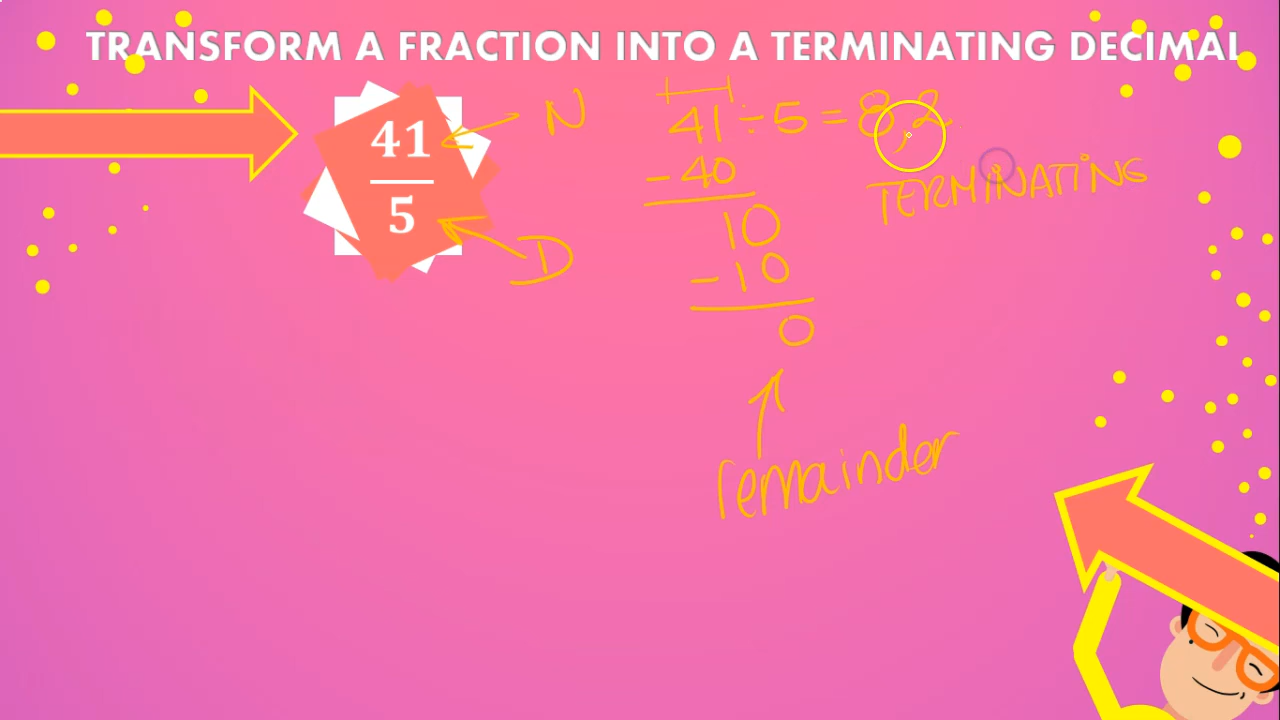 TRANSFORM A FRACTION INTO A TERMINATING DECIMAL
41
5
N
D
41 ÷ 5 = 8,2
- 40
10
- 10
0
TERMINATING
remainder